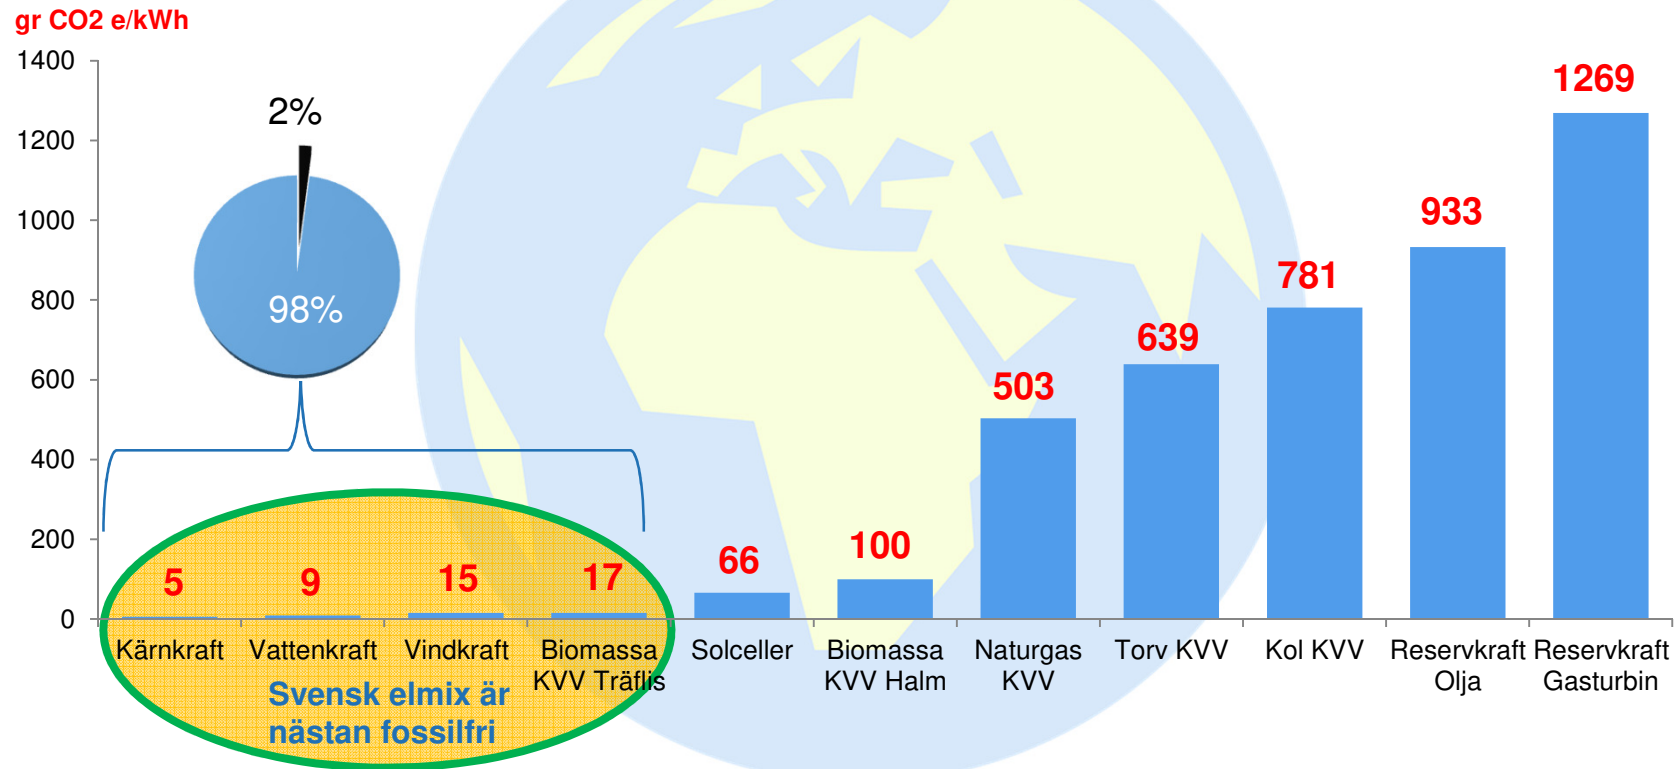 gr CO2 e/kWh
1400
1200
1000
800
600
400
200
0
2%
98%
5
9
15
17
66
100
503
639
781
933
1269
Kärnkraft
Vattenkraft
Vindkraft
Biomassa
KVV Träflis
Solceller
Biomassa
KVV Halm
Naturgas
KVV
Torv KVV
Kol KVV
Reservkraft
Olja
Reservkraft
Gasturbin
Svensk elmix är
nästan fossilfri